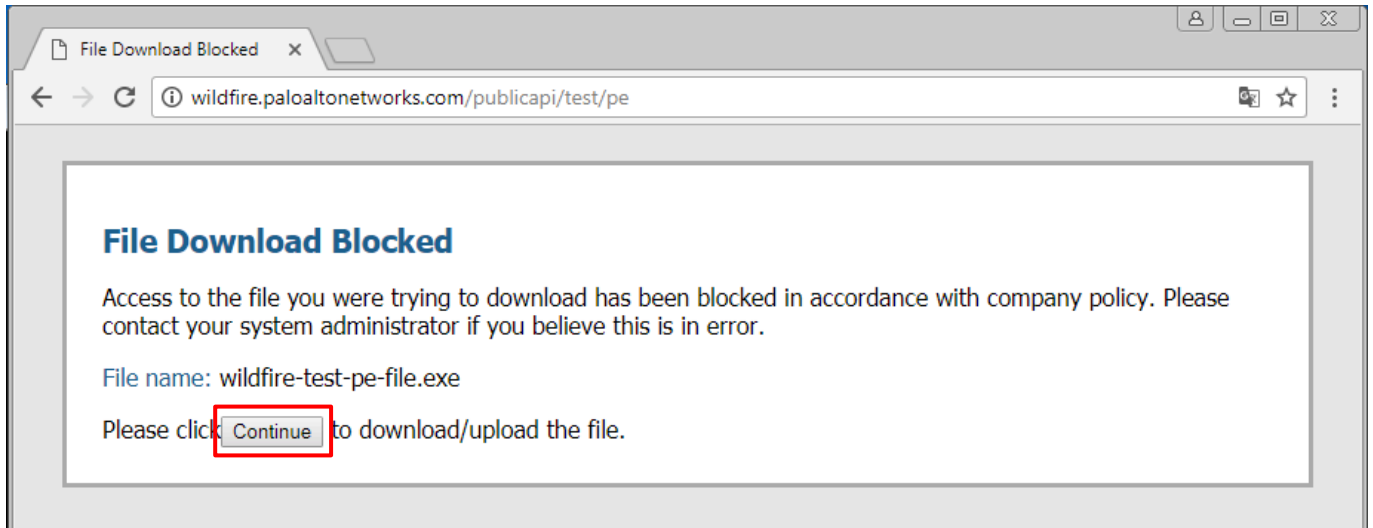 File Download Blocked
wildfire.paloaltonetworks.com/publicapi/test/pe
File Download Blocked
Access to the file you were trying to download has been blocked in accordance with company policy. Please
contact your system administrator if you believe this is in error.
File name: wildfire-test-pe-file.exe
Please click Continue to download/upload the file.